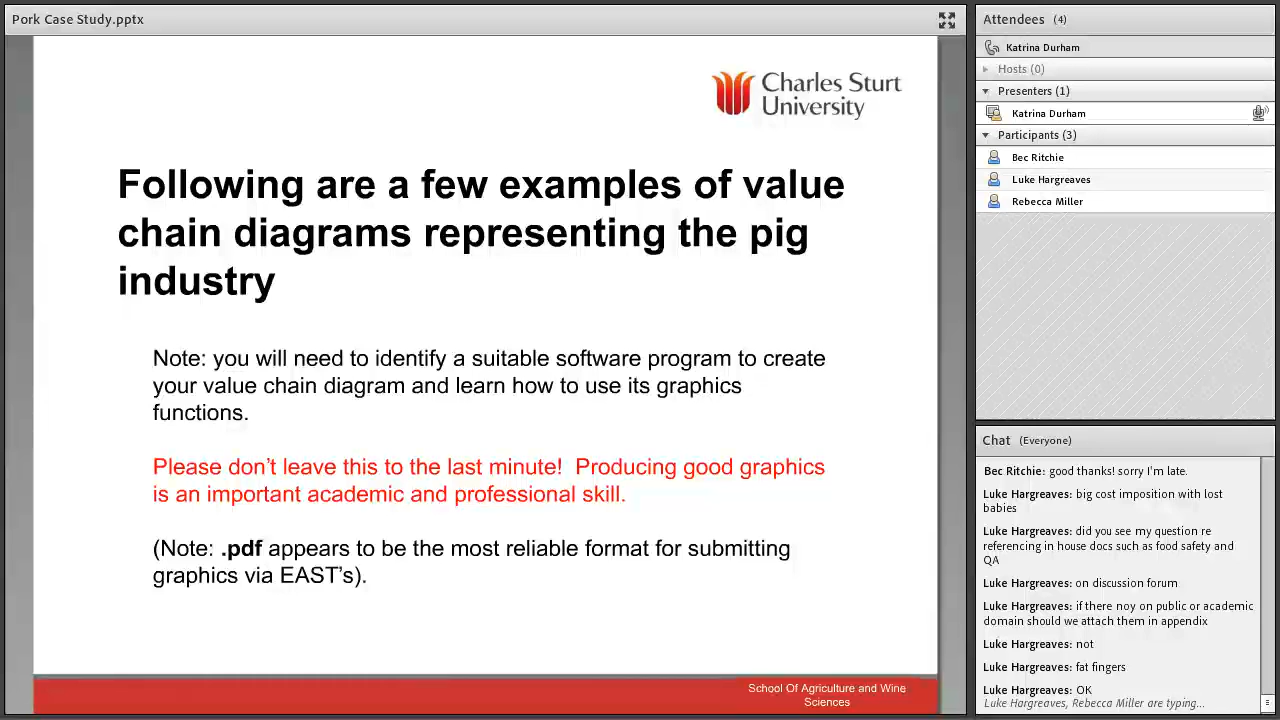 Pork Case Study.pptx
Charles Sturt
University
Following are a few examples of value
chain diagrams representing the pig
industry
Note: you will need to identify a suitable software program to create
your value chain diagram and learn how to use its graphics
functions.
Please don’t leave this to the last minute!  Producing good graphics
is an important academic and professional skill.
(Note: .pdf appears to be the most reliable format for submitting
graphics via EAST’s).
School Of Agriculture and Wine
Sciences
Attendees (4)
Katrina Durham
Hosts (0)
Presenters (1)
Katrina Durham
Participants (3)
Bec Ritchie
Luke Hargreaves
Rebecca Miller
Chat (Everyone)
Bec Ritchie: good thanks! sorry I'm late.
Luke Hargreaves: big cost imposition with lost
babies
Luke Hargreaves: did you see my question re
referencing in house docs such as food safety and
QA
Luke Hargreaves: on discussion forum
Luke Hargreaves: if there noy on public or academic
domain should we attach them in appendix
Luke Hargreaves: not
Luke Hargreaves: fat fingers
Luke Hargreaves: OK
Luke Hargreaves, Rebecca Miller are typing...